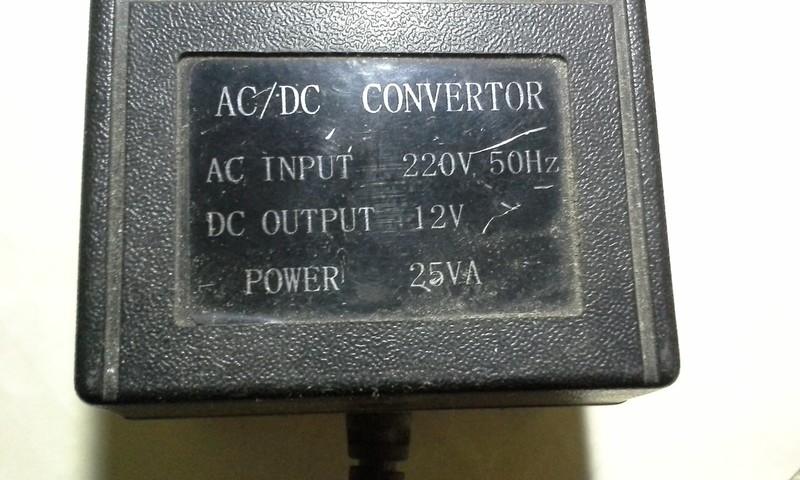 AC/DC CONVERTOR
AC INPUT 220V 50Hz
DC OUTPUT 12V
POWER 25VA